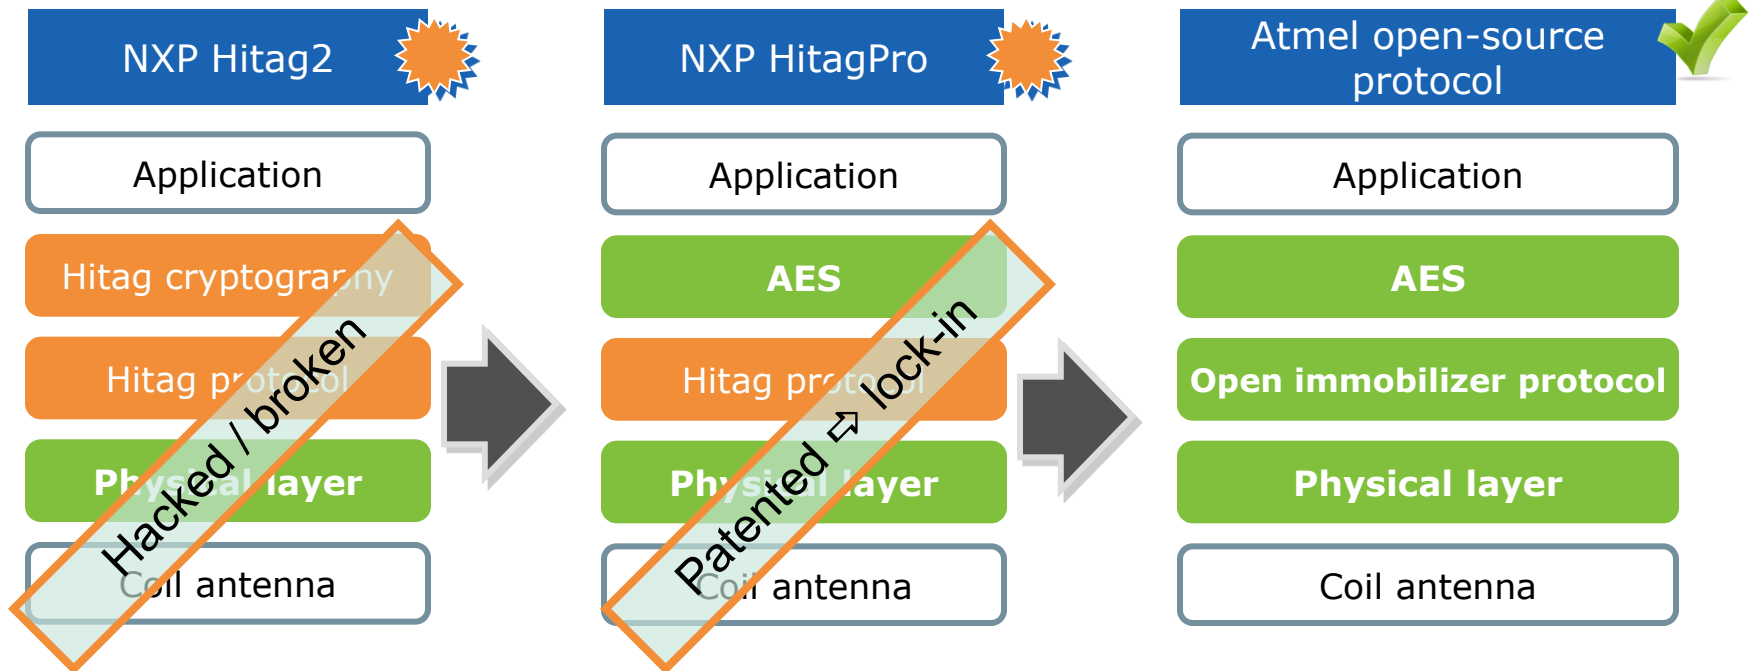 NXP Hitag2
Application
Hitag cryptography
Hitag protocol
Physical layer
Coil antenna
Hacked / broken
NXP HitagPro
Application
AES
Hitag protocol
Physical layer
Coil antenna
Patented ⇨ lock-in
Atmel open-source
protocol
Application
AES
Open immobilizer protocol
Physical layer
Coil antenna